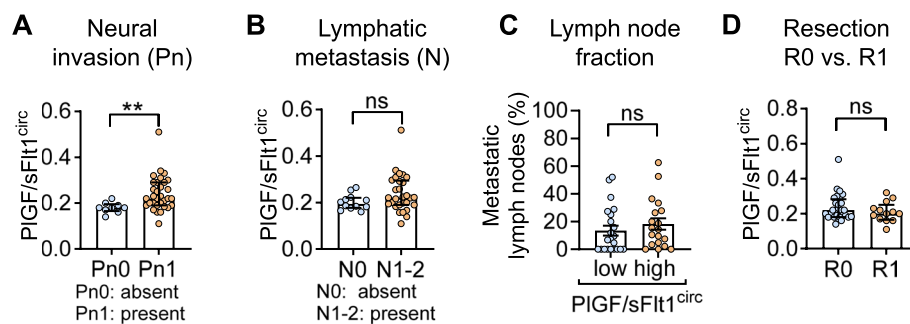 A
Neural
invasion (Pn)
PlGF/sFlt1circ
0.6
0.4
0.2
0.0
**
Pn0 Pn1
Pn0: absent
Pn1: present
B
Lymphatic
metastasis (N)
PlGF/sFlt1circ
0.6
0.4
0.2
0.0
ns
N0 N1-2
N0: absent
N1-2: present
C
Lymph node
fraction
Metastatic
lymph nodes (%)
100
80
60
40
20
0
ns
low high
PlGF/sFlt1circ
D
Resection
R0 vs. R1
PlGF/sFlt1circ
0.8
0.6
0.4
0.2
0.0
ns
R0 R1